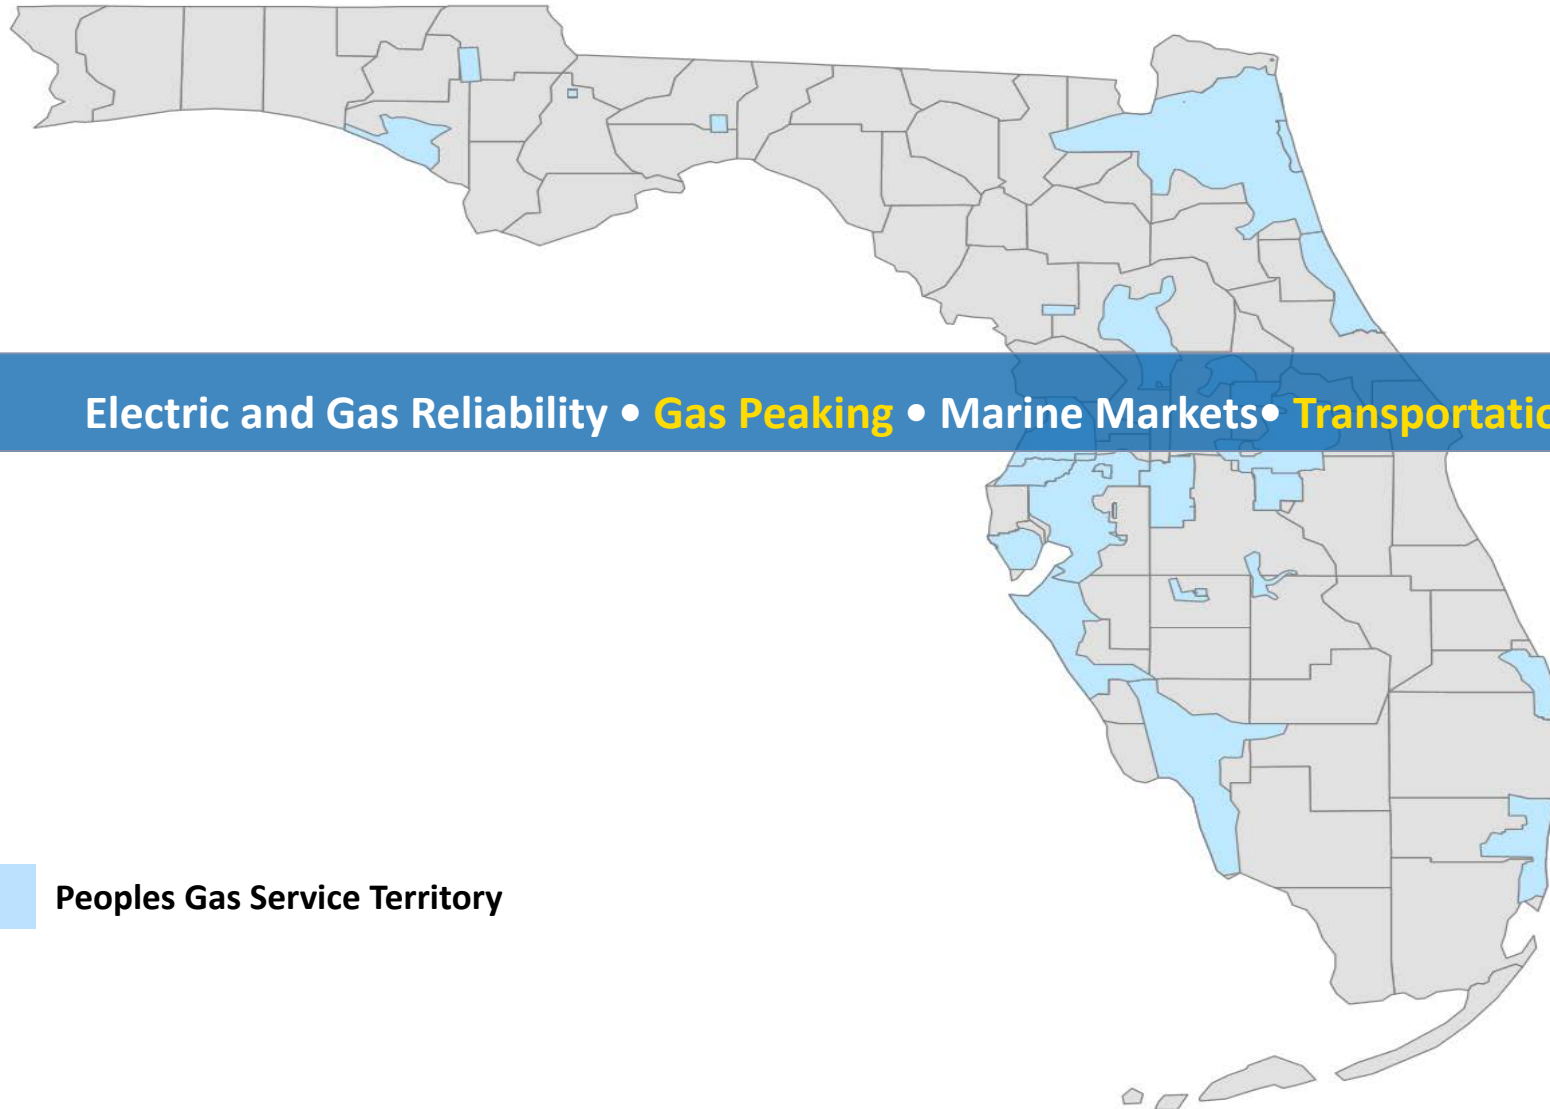 Electric and Gas Reliability • Gas Peaking • Marine Markets• Transportatio
Peoples Gas Service Territory